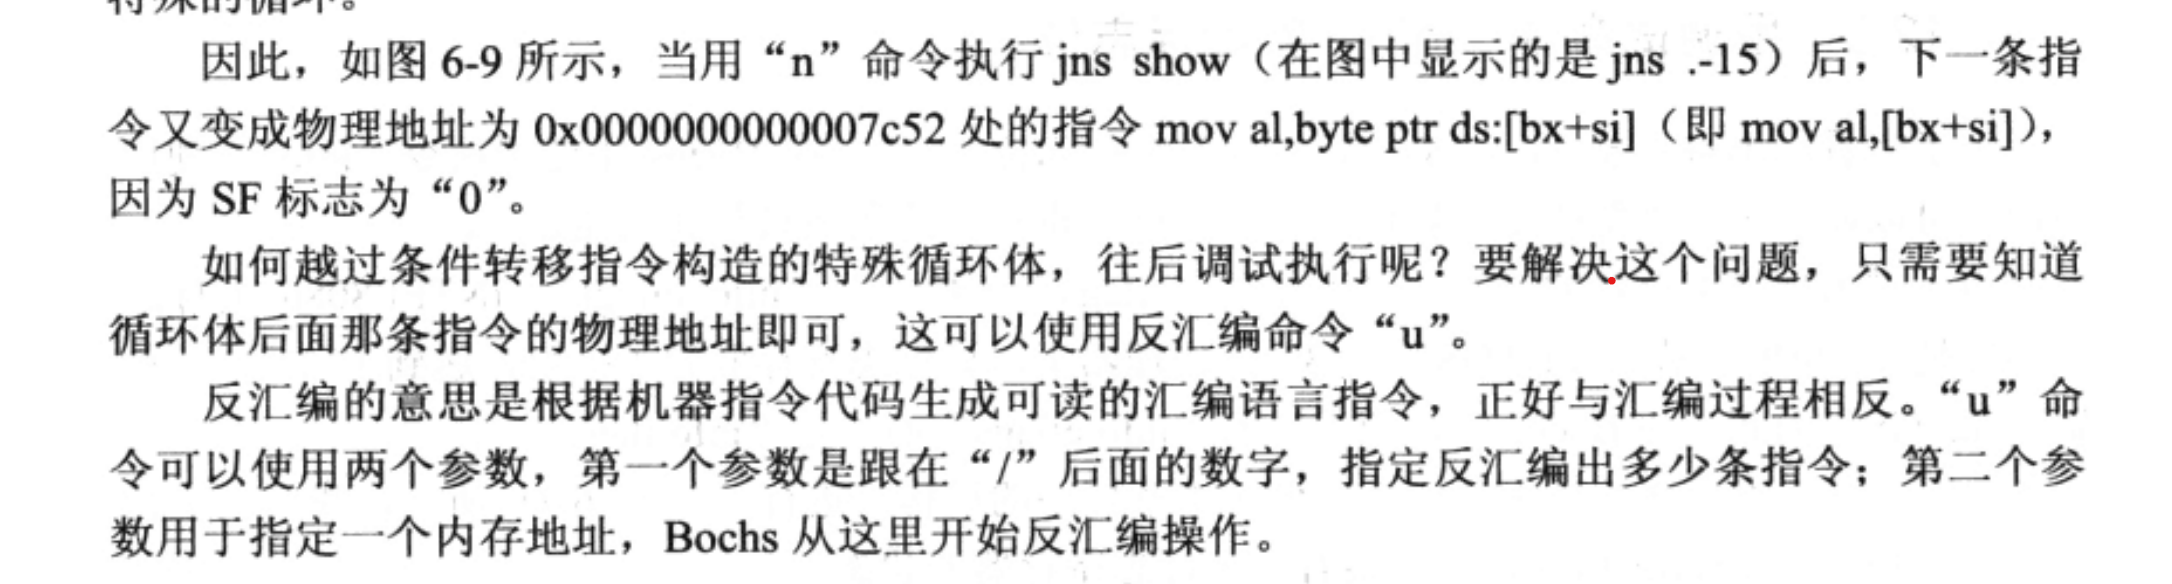 特殊的循环。
因此，如图 6-9 所示，当用“n”命令执行 jns show（在图中显示的是 jns .-15）后，下一条指
令又变成物理地址为 0x0000000000007c52 处的指令 mov al,byte ptr ds:[bx+si]（即 mov al,[bx+si]），
因为 SF 标志为“0”。
如何越过条件转移指令构造的特殊循环体，往后调试执行呢？要解决这个问题，只需要知道
循环体后面那条指令的物理地址即可，这可以使用反汇编命令“u”。
反汇编的意思是根据机器指令代码生成可读的汇编语言指令，正好与汇编过程相反。“u”命
令可以使用两个参数，第一个参数是跟在“/”后面的数字，指定反汇编出多少条指令；第二个参
数用于指定一个内存地址，Bochs 从这里开始反汇编操作。